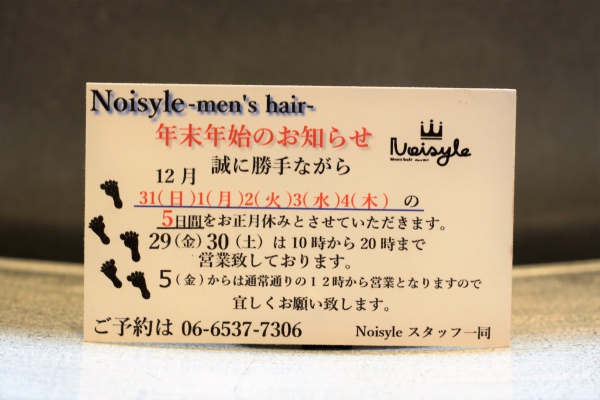 Noisyle -men's hair-
年末年始のお知らせ
Noisyle
誠に勝手ながら
12月
31(日)1(月)2(火)3(水)4(木) の
5日間をお正月休みとさせていただきます。
29(金)30(土)は10時から20時まで
営業致しております。
5(金)からは通常通りの12時から営業となりますので
宜しくお願い致します。
ご予約は 06-6537-7306
Noisyle スタッフ一同